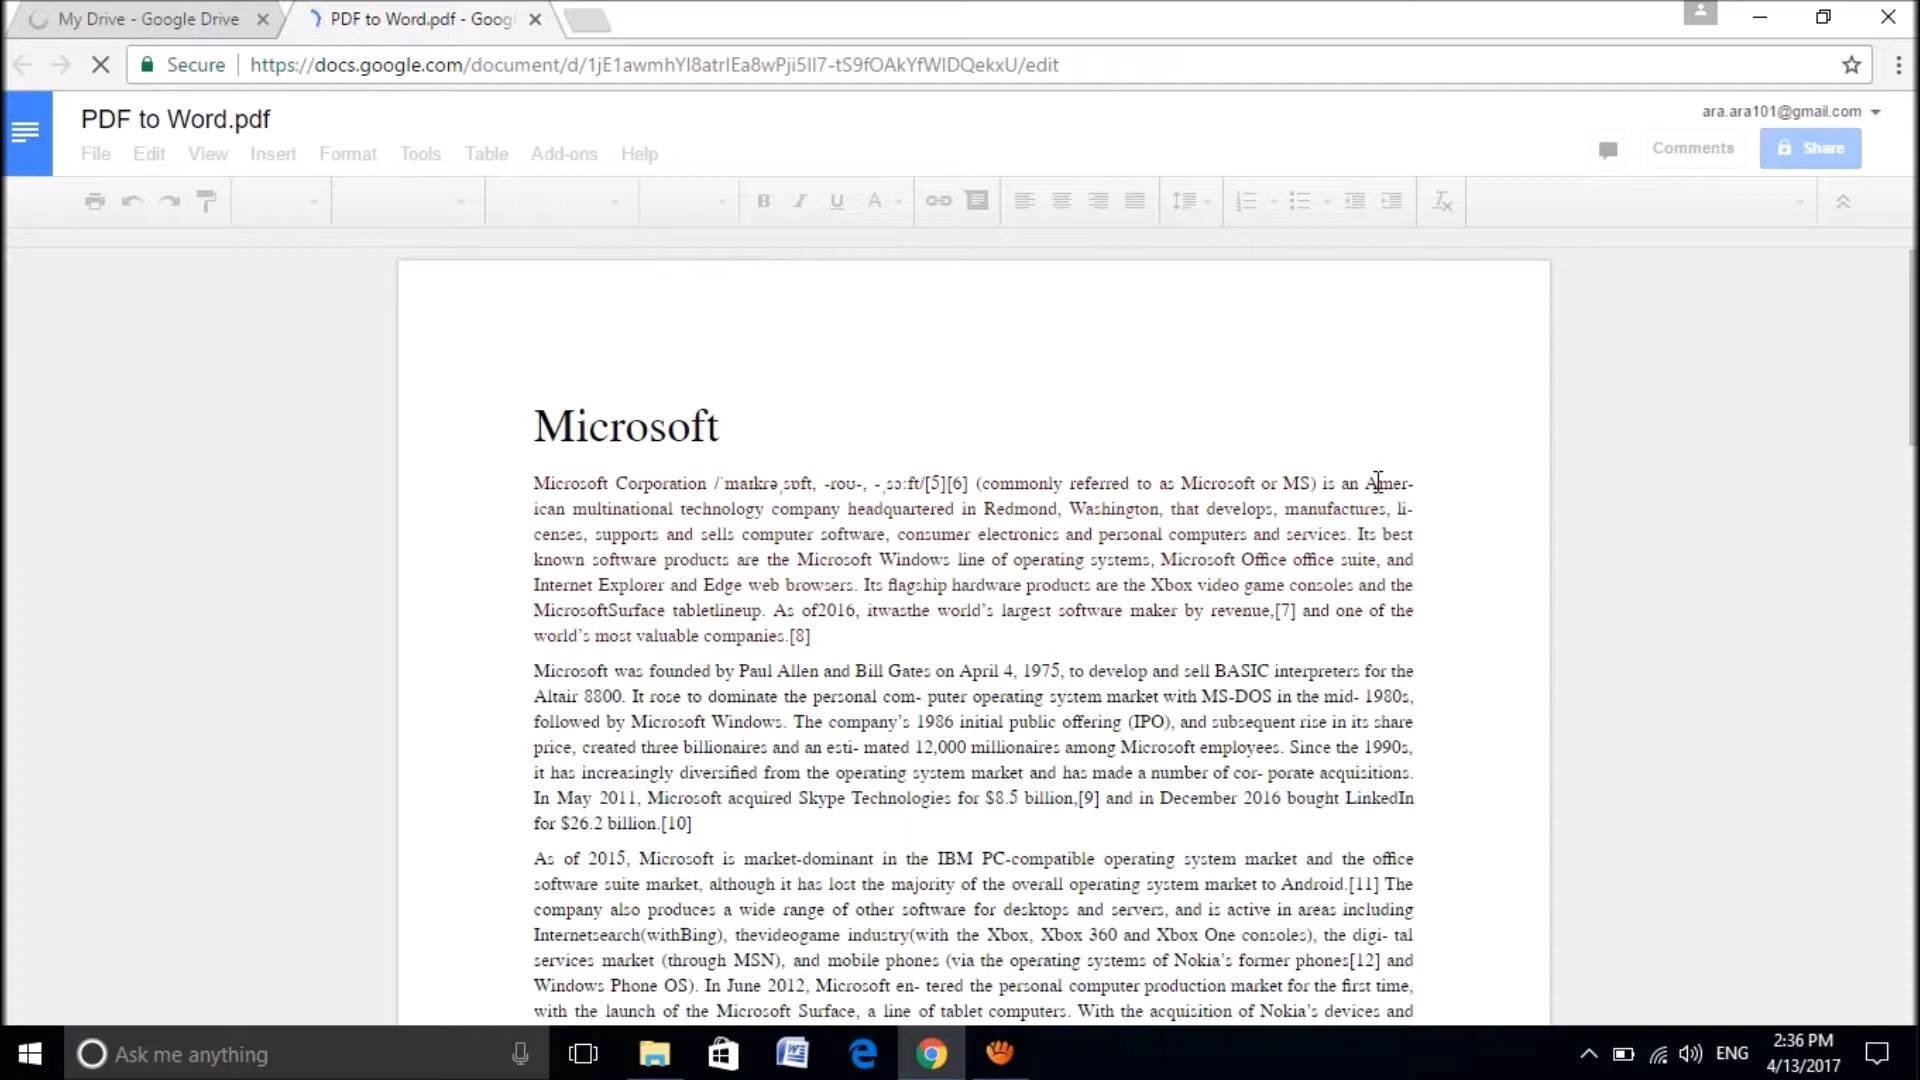 My Drive - Google Drive
PDF to Word.pdf - Goog
Secure
https://docs.google.com/document/d/1jE1awmhYI8atrIEa8wPji5Il7-tS9fOAkYfWIDQekxU/edit
PDF to Word.pdf
ara.ara101@gmail.com
File Edit View Insert Format Tools Table Add-ons Help
Comments
Share
B I U A
Microsoft
Microsoft Corporation /ˈmaɪkrəˌsɒft, -roʊ-, -ˌsɔːft/[5][6] (commonly referred to as Microsoft or MS) is an Amer-
ican multinational technology company headquartered in Redmond, Washington, that develops, manufactures, li-
censes, supports and sells computer software, consumer electronics and personal computers and services. Its best
known software products are the Microsoft Windows line of operating systems, Microsoft Office office suite, and
Internet Explorer and Edge web browsers. Its flagship hardware products are the Xbox video game consoles and the
MicrosoftSurface tabletlineup. As of2016, itwasthe world’s largest software maker by revenue,[7] and one of the
world’s most valuable companies.[8]
Microsoft was founded by Paul Allen and Bill Gates on April 4, 1975, to develop and sell BASIC interpreters for the
Altair 8800. It rose to dominate the personal com- puter operating system market with MS-DOS in the mid- 1980s,
followed by Microsoft Windows. The company’s 1986 initial public offering (IPO), and subsequent rise in its share
price, created three billionaires and an esti- mated 12,000 millionaires among Microsoft employees. Since the 1990s,
it has increasingly diversified from the operating system market and has made a number of cor- porate acquisitions.
In May 2011, Microsoft acquired Skype Technologies for $8.5 billion,[9] and in December 2016 bought LinkedIn
for $26.2 billion.[10]
As of 2015, Microsoft is market-dominant in the IBM PC-compatible operating system market and the office
software suite market, although it has lost the majority of the overall operating system market to Android.[11] The
company also produces a wide range of other software for desktops and servers, and is active in areas including
Internetsearch(withBing), thevideogame industry(with the Xbox, Xbox 360 and Xbox One consoles), the digi- tal
services market (through MSN), and mobile phones (via the operating systems of Nokia’s former phones[12] and
Windows Phone OS). In June 2012, Microsoft en- tered the personal computer production market for the first time,
with the launch of the Microsoft Surface, a line of tablet computers. With the acquisition of Nokia’s devices and
Ask me anything
ENG
2:36 PM
4/13/2017